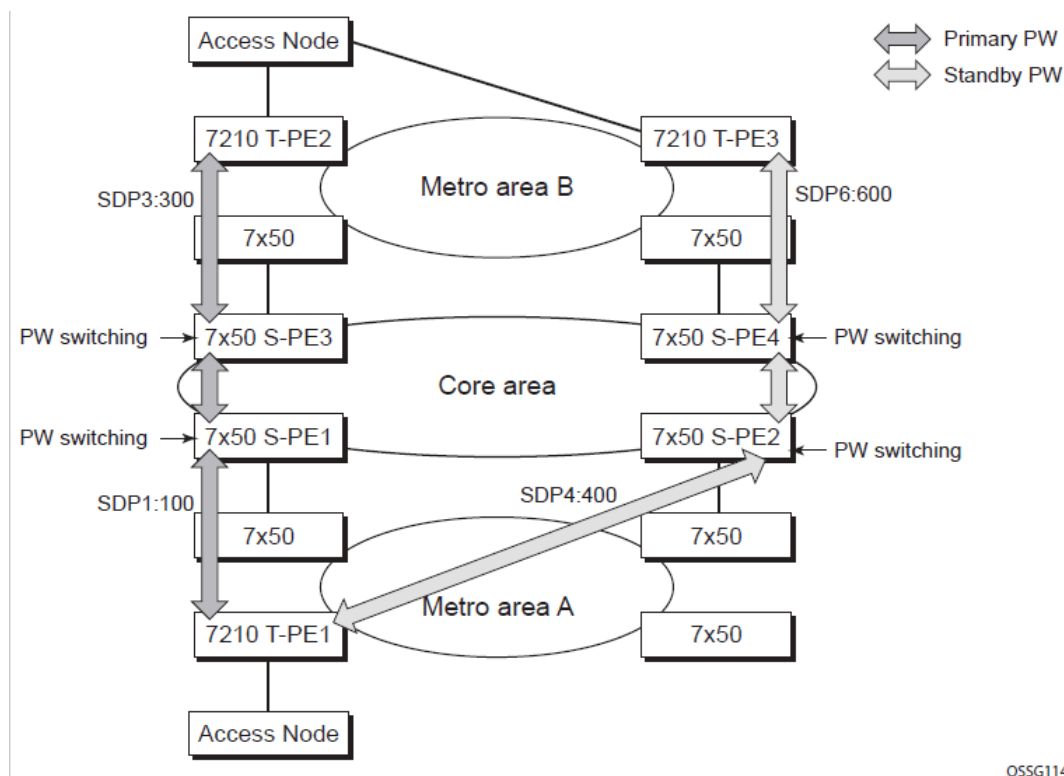 Access Node
Primary PW
Standby PW
7210 T-PE2
7210 T-PE3
Metro area B
SDP3:300
SDP6:600
7x50
7x50
PW switching
7x50 S-PE3
7x50 S-PE4
PW switching
Core area
PW switching
7x50 S-PE1
7x50 S-PE2
PW switching
SDP1:100
SDP4:400
7x50
7x50
Metro area A
7210 T-PE1
7x50
Access Node
OSSG114